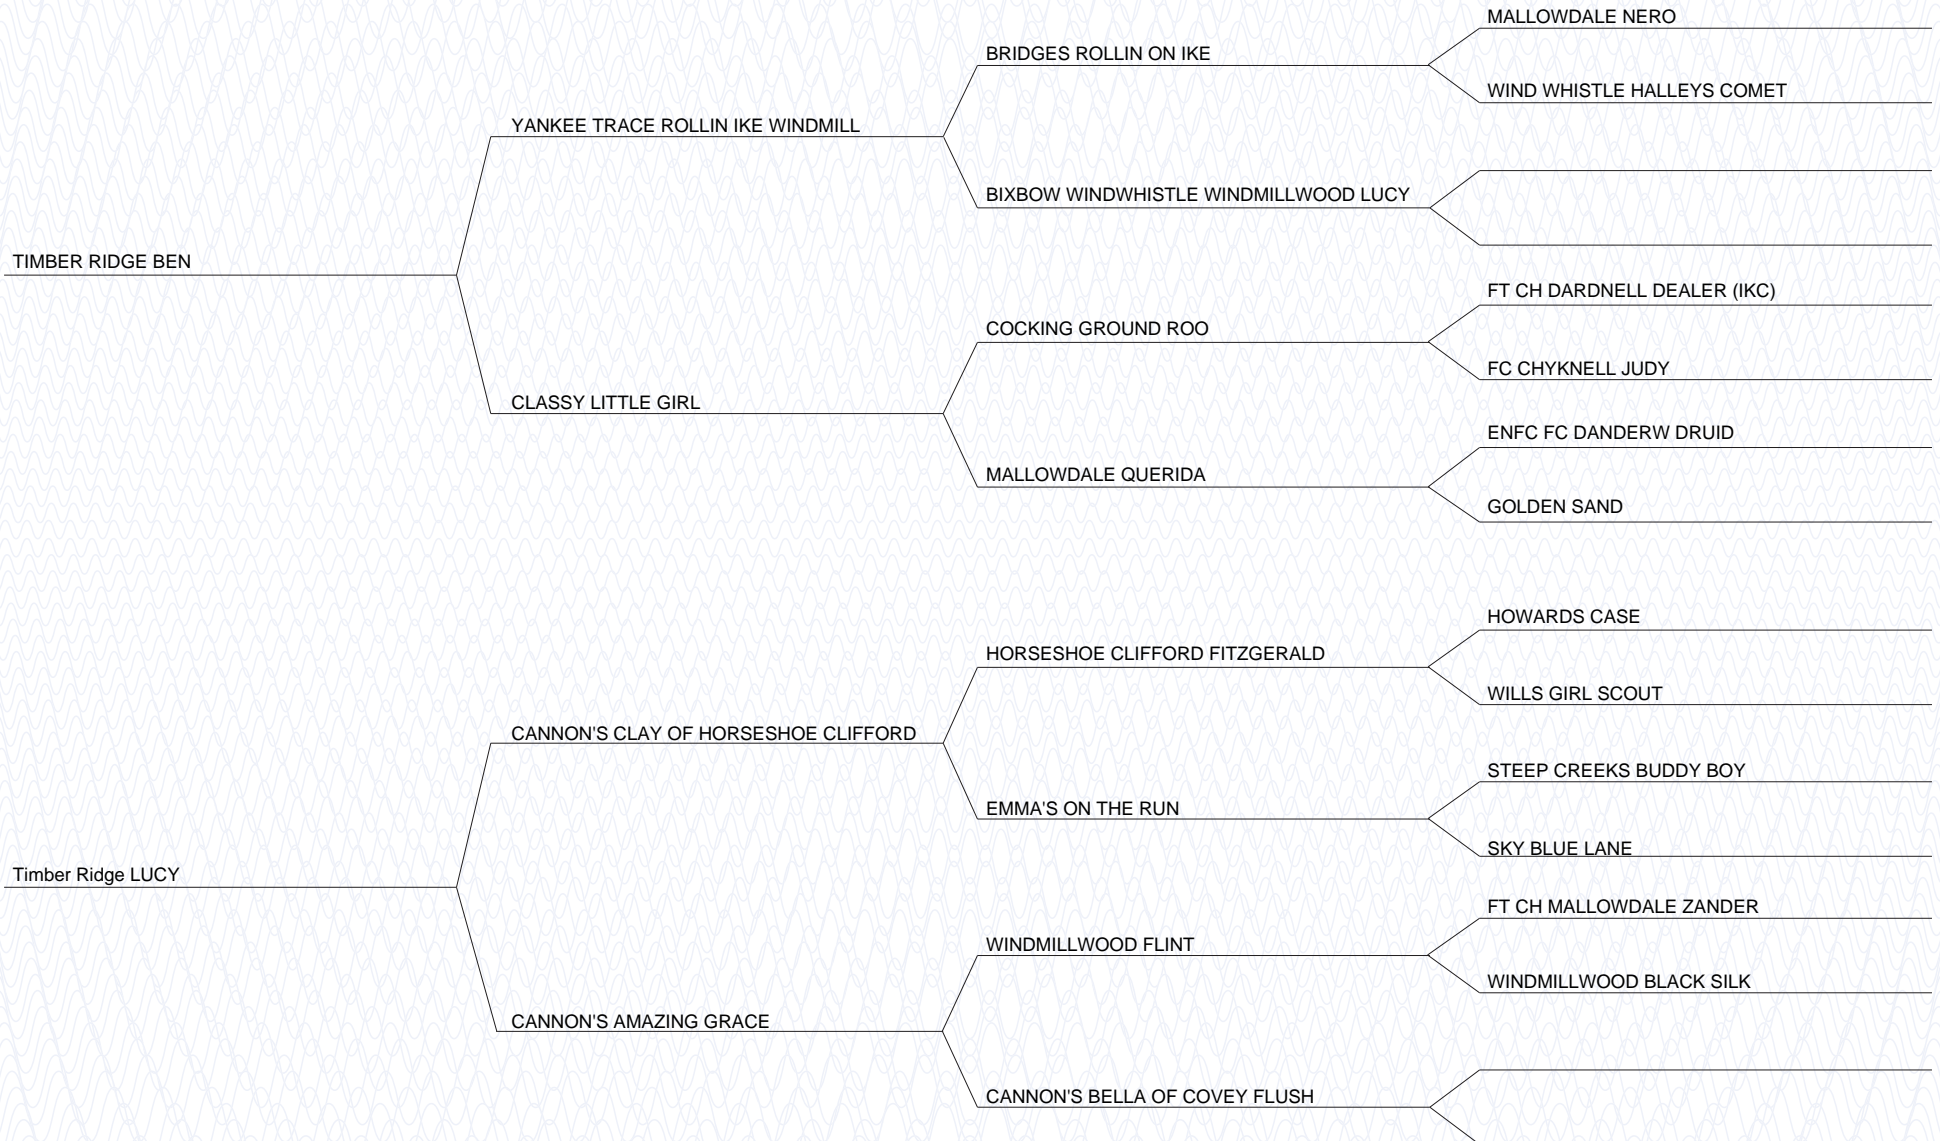 MALLOWDALE NERO
BRIDGES ROLLIN ON IKE
WIND WHISTLE HALLEYS COMET
YANKEE TRACE ROLLIN IKE WINDMILL
BIXBOW WINDWHISTLE WINDMILLWOOD LUCY
TIMBER RIDGE BEN
FT CH DARDNELL DEALER (IKC)
COCKING GROUND ROO
FC CHYKNELL JUDY
CLASSY LITTLE GIRL
ENFC FC DANDERW DRUID
MALLOWDALE QUERIDA
GOLDEN SAND
HOWARDS CASE
HORSESHOE CLIFFORD FITZGERALD
WILLS GIRL SCOUT
CANNON'S CLAY OF HORSESHOE CLIFFORD
STEEP CREEKS BUDDY BOY
EMMA'S ON THE RUN
SKY BLUE LANE
Timber Ridge LUCY
FT CH MALLOWDALE ZANDER
WINDMILLWOOD FLINT
WINDMILLWOOD BLACK SILK
CANNON'S AMAZING GRACE
CANNON'S BELLA OF COVEY FLUSH